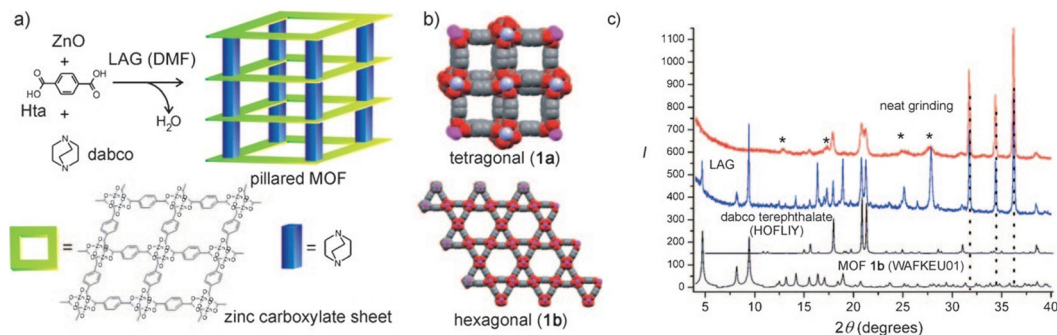 a)
ZnO
+
HO
O
O
OH
Hta
+
N
N
dabco
LAG (DMF)
H₂O
pillared MOF
=
= N
N
zinc carboxylate sheet
b)
tetragonal (1a)
hexagonal (1b)
c)
I
1100
1000
900
800
700
600
500
400
300
200
100
0
neat grinding
* * * *
LAG
dabco terephthalate
(HOFLIY)
MOF 1b (WAFKEU01)
5 10 15 20 25 30 35 40
2θ (degrees)